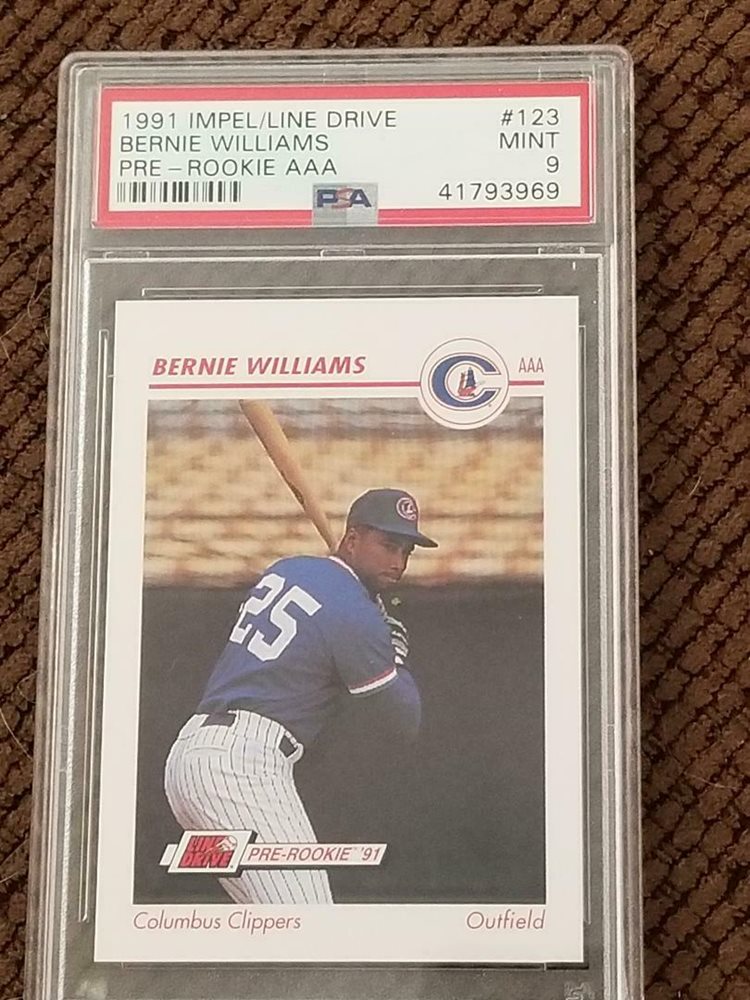 1991 IMPEL/LINE DRIVE #123
BERNIE WILLIAMS MINT
PRE-ROOKIE AAA 9
PSA 41793969
BERNIE WILLIAMS C AAA
25
LINE DRIVE PRE-ROOKIE™ '91
Columbus Clippers Outfield